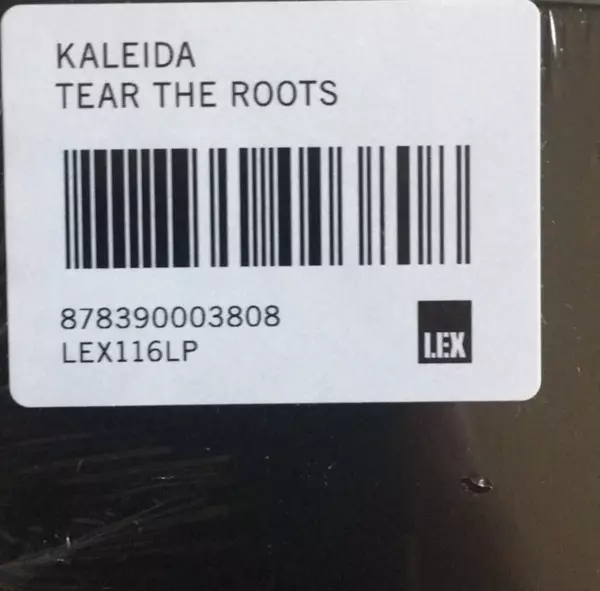 KALEIDA
TEAR THE ROOTS
878390003808
LEX116LP
LEX